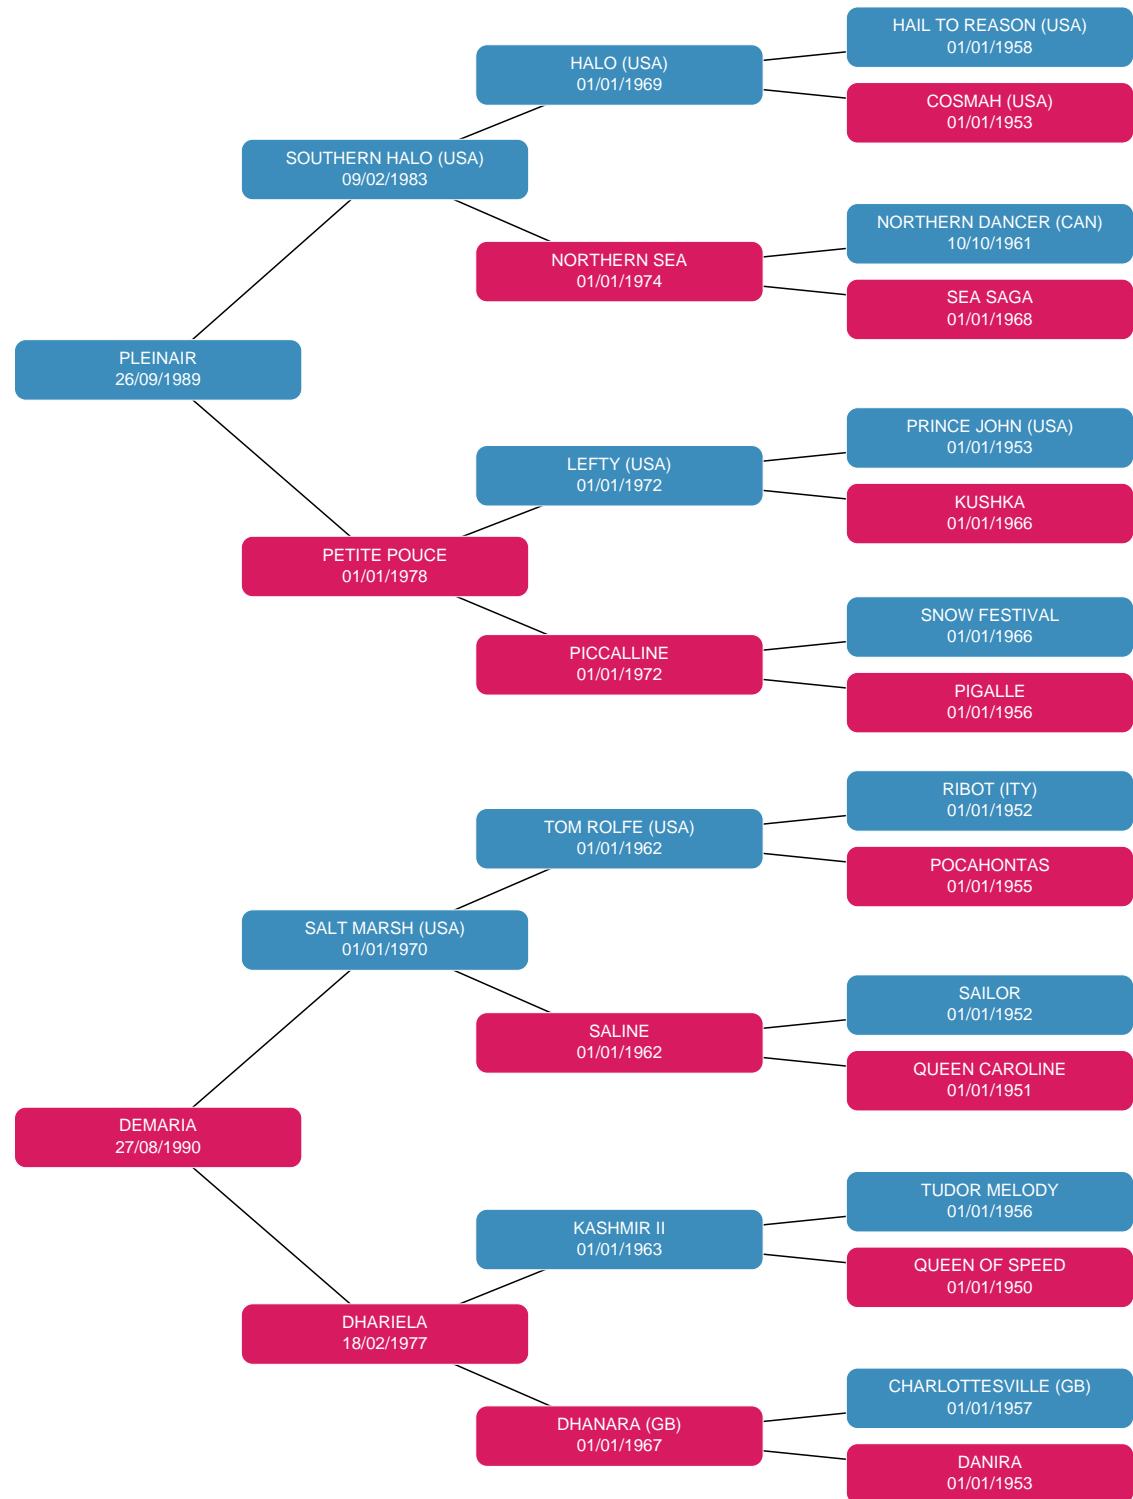 HAIL TO REASON (USA)
01/01/1958
HALO (USA)
01/01/1969
COSMAH (USA)
01/01/1953
SOUTHERN HALO (USA)
09/02/1983
NORTHERN DANCER (CAN)
10/10/1961
NORTHERN SEA
01/01/1974
SEA SAGA
01/01/1968
PLEINAIR
26/09/1989
PRINCE JOHN (USA)
01/01/1953
LEFTY (USA)
01/01/1972
KUSHKA
01/01/1966
PETITE POUCE
01/01/1978
SNOW FESTIVAL
01/01/1966
PICCALLINE
01/01/1972
PIGALLE
01/01/1956
RIBOT (ITY)
01/01/1952
TOM ROLFE (USA)
01/01/1962
POCAHONTAS
01/01/1955
SALT MARSH (USA)
01/01/1970
SAILOR
01/01/1952
SALINE
01/01/1962
QUEEN CAROLINE
01/01/1951
DEMARIA
27/08/1990
TUDOR MELODY
01/01/1956
KASHMIR II
01/01/1963
QUEEN OF SPEED
01/01/1950
DHARIELA
18/02/1977
CHARLOTTESVILLE (GB)
01/01/1957
DHANARA (GB)
01/01/1967
DANIRA
01/01/1953